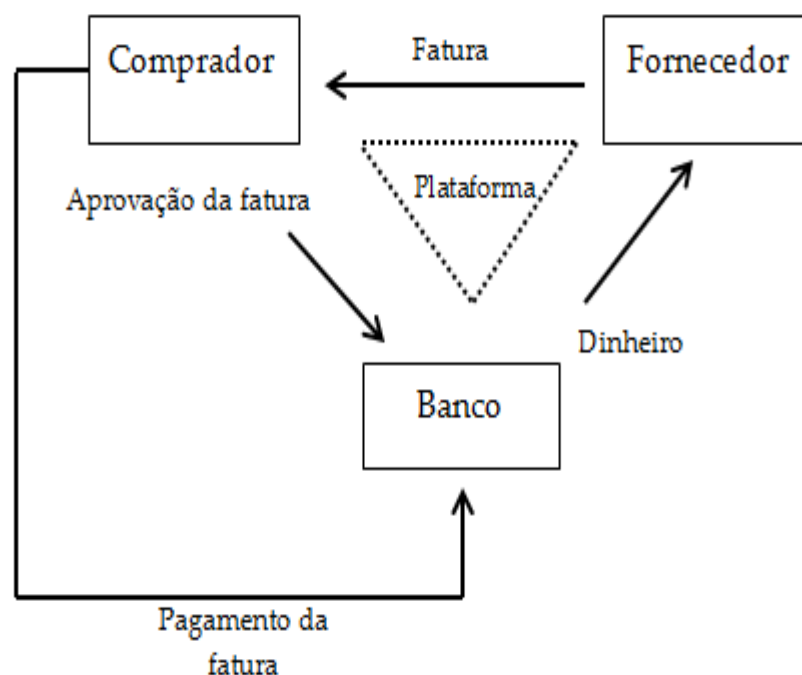 Comprador
Fatura
Fornecedor
Plataforma
Aprovação da fatura
Dinheiro
Banco
Pagamento da
fatura